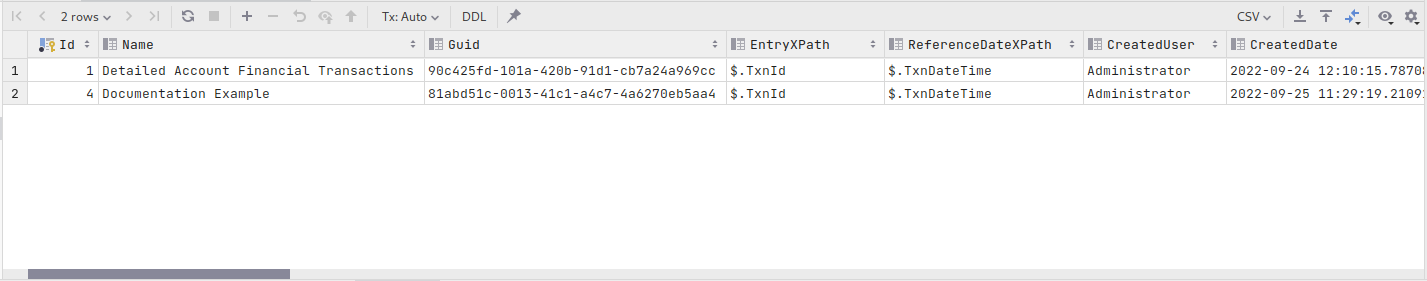 2 rows Tx: Auto DDL CSV
Id Name Guid EntryXPath ReferenceDateXPath CreatedUser CreatedDate
1 1 Detailed Account Financial Transactions 90c425fd-101a-420b-91d1-cb7a24a969cc $.TxnId $.TxnDateTime Administrator 2022-09-24 12:10:15.78708
2 4 Documentation Example 81abd51c-0013-41c1-a4c7-4a6270eb5aa4 $.TxnId $.TxnDateTime Administrator 2022-09-25 11:29:19.21092